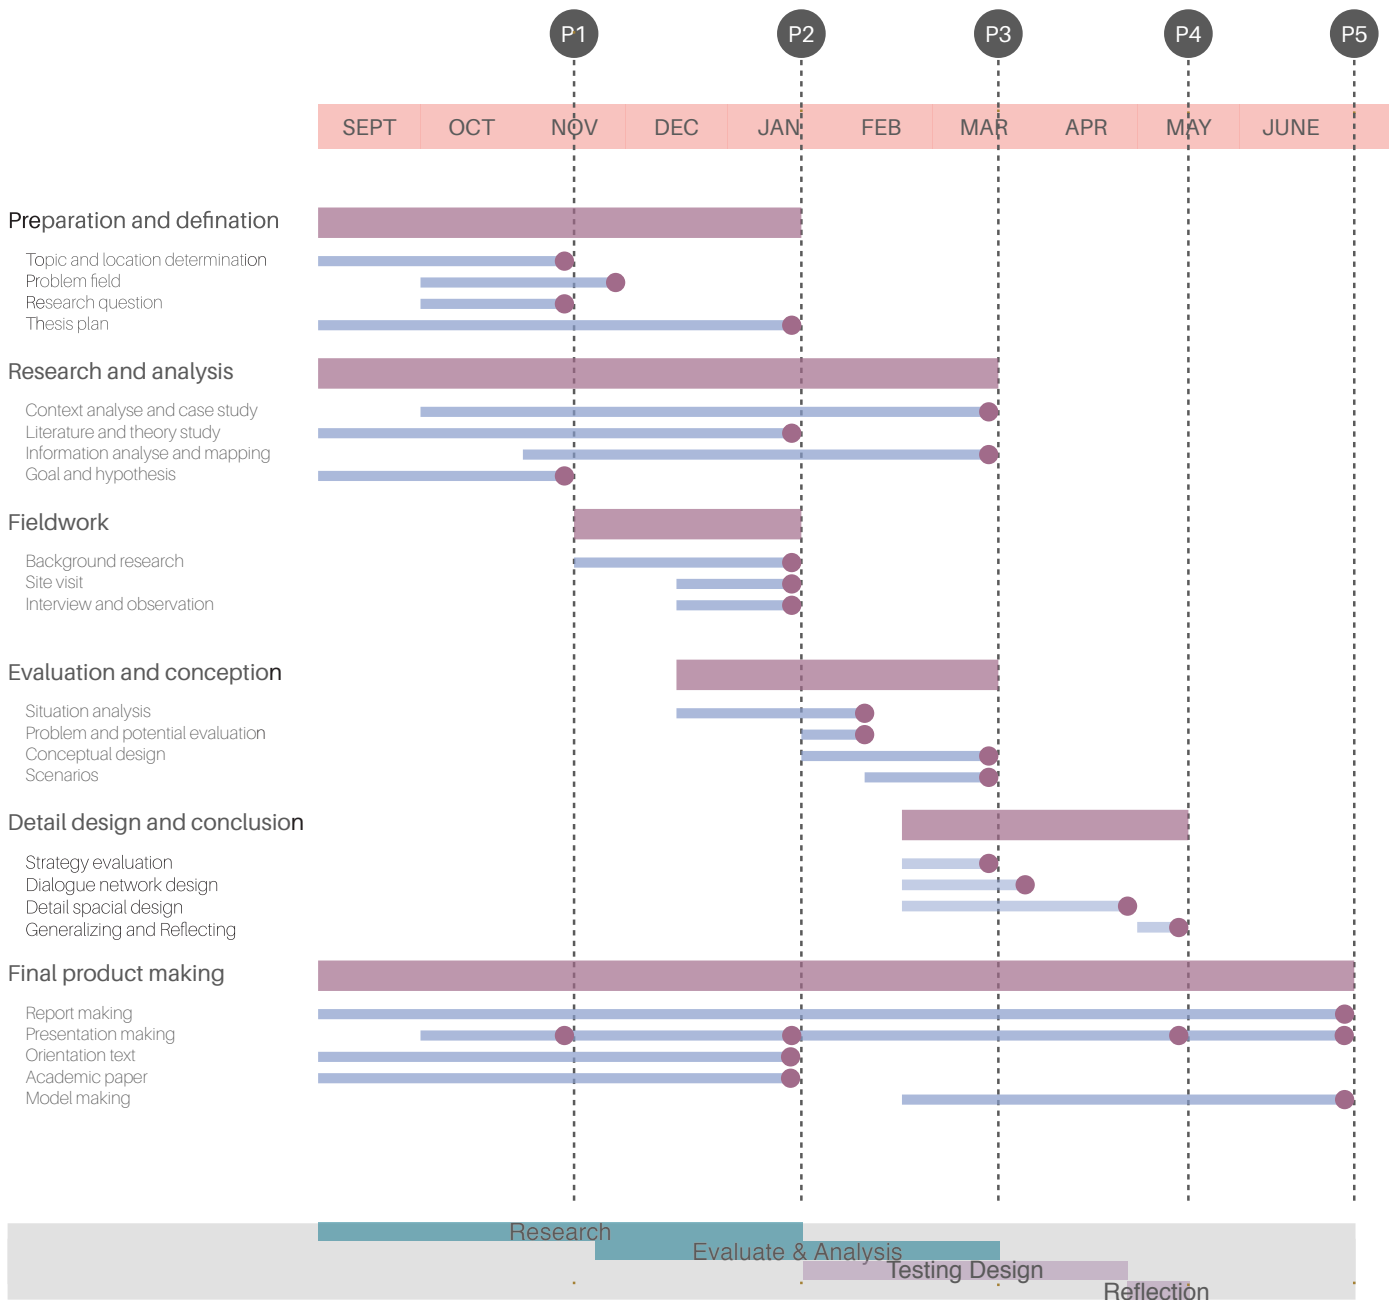 P1 P2 P3 P4 P5
SEPT OCT NOV DEC JAN FEB MAR APR MAY JUNE
Preparation and defination
Topic and location determination
Problem field
Research question
Thesis plan
Research and analysis
Context analyse and case study
Literature and theory study
Information analyse and mapping
Goal and hypothesis
Fieldwork
Background research
Site visit
Interview and observation
Evaluation and conception
Situation analysis
Problem and potential evaluation
Conceptual design
Scenarios
Detail design and conclusion
Strategy evaluation
Dialogue network design
Detail spacial design
Generalizing and Reflecting
Final product making
Report making
Presentation making
Orientation text
Academic paper
Model making
Research
Evaluate & Analysis
Testing Design
Reflection